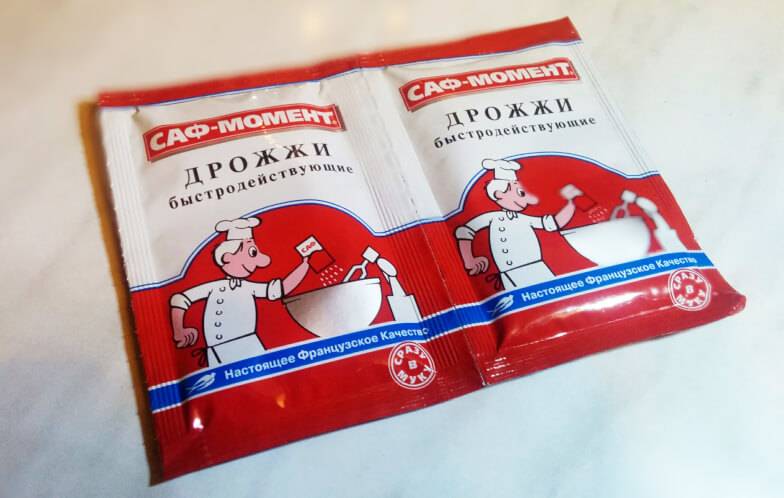 САФ-МОМЕНТ
ДРОЖЖИ
быстродействующие
САФ
Настоящее Французское Качество
СРАЗУ
В
МУКУ
САФ-МОМЕНТ
ДРОЖЖИ
быстродействующие
Настоящее Французское Качество
СРАЗУ
В
МУКУ